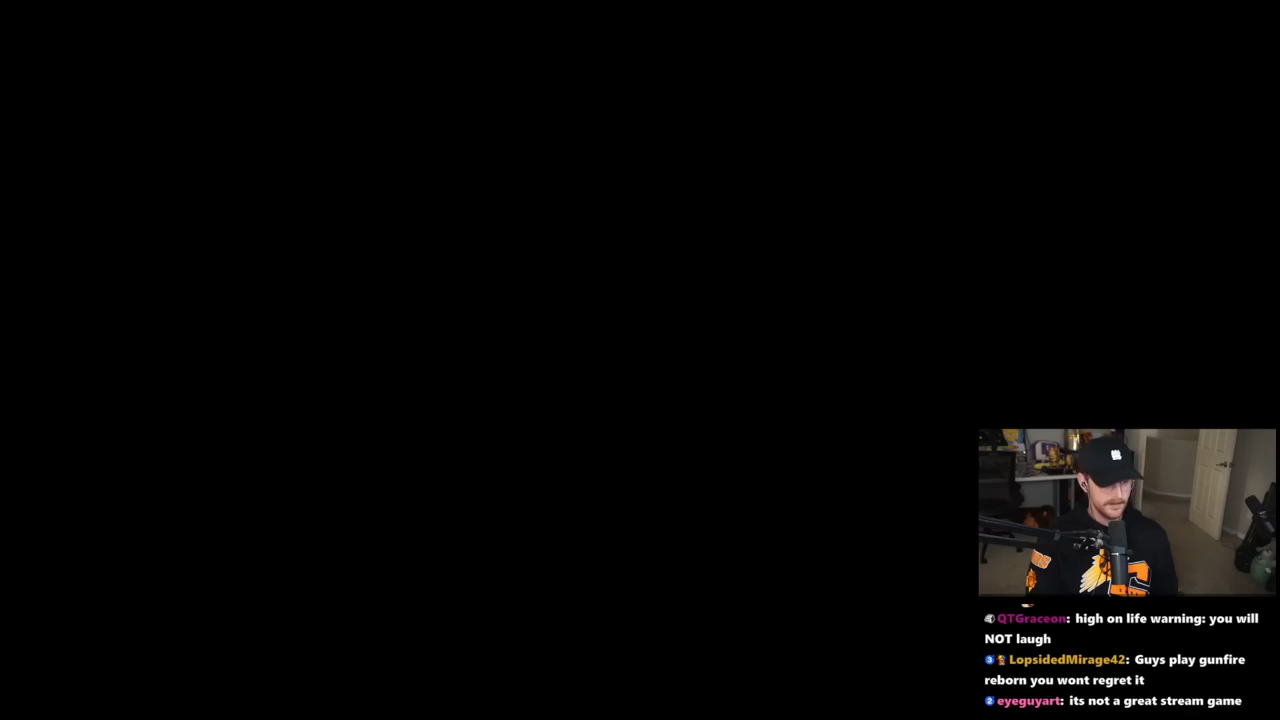 QTGraceon: high on life warning: you will
NOT laugh
LopsidedMirage42: Guys play gunfire
reborn you wont regret it
eyeguyart: its not a great stream game